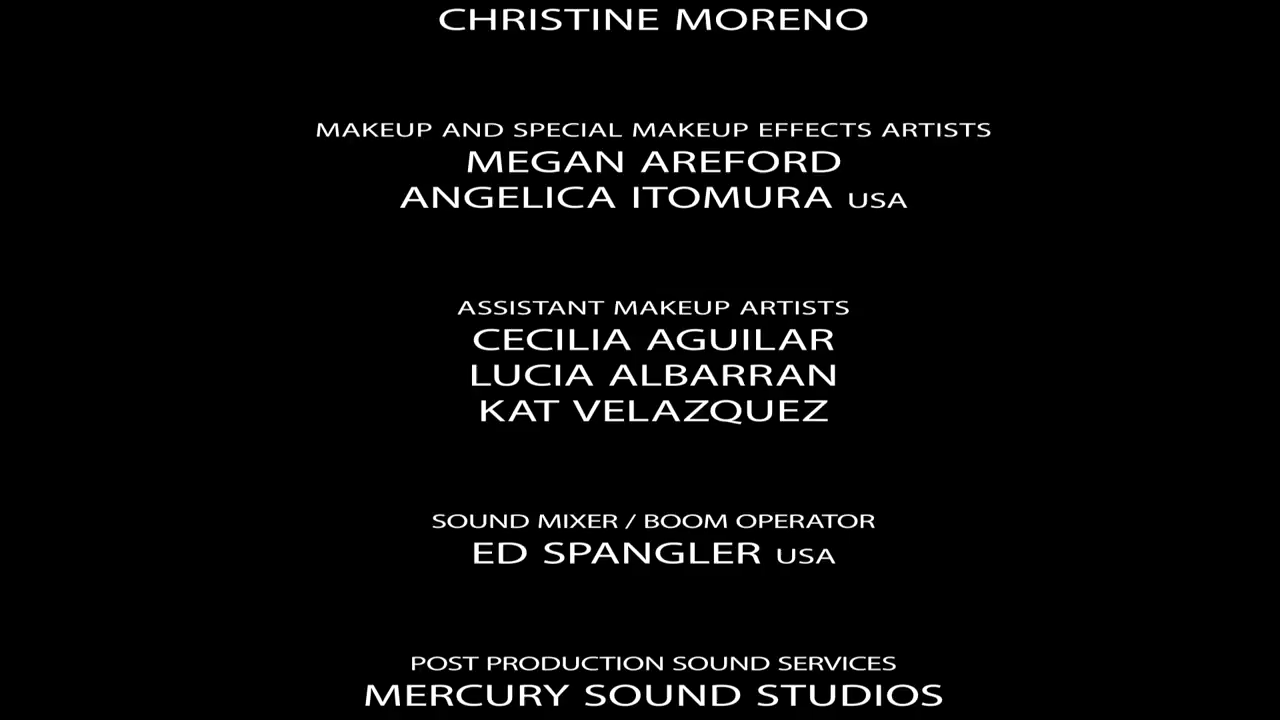 CHRISTINE MORENO
MAKEUP AND SPECIAL MAKEUP EFFECTS ARTISTS
MEGAN AREFORD
ANGELICA ITOMURA USA
ASSISTANT MAKEUP ARTISTS
CECILIA AGUILAR
LUCIA ALBARRAN
KAT VELAZQUEZ
SOUND MIXER / BOOM OPERATOR
ED SPANGLER USA
POST PRODUCTION SOUND SERVICES
MERCURY SOUND STUDIOS